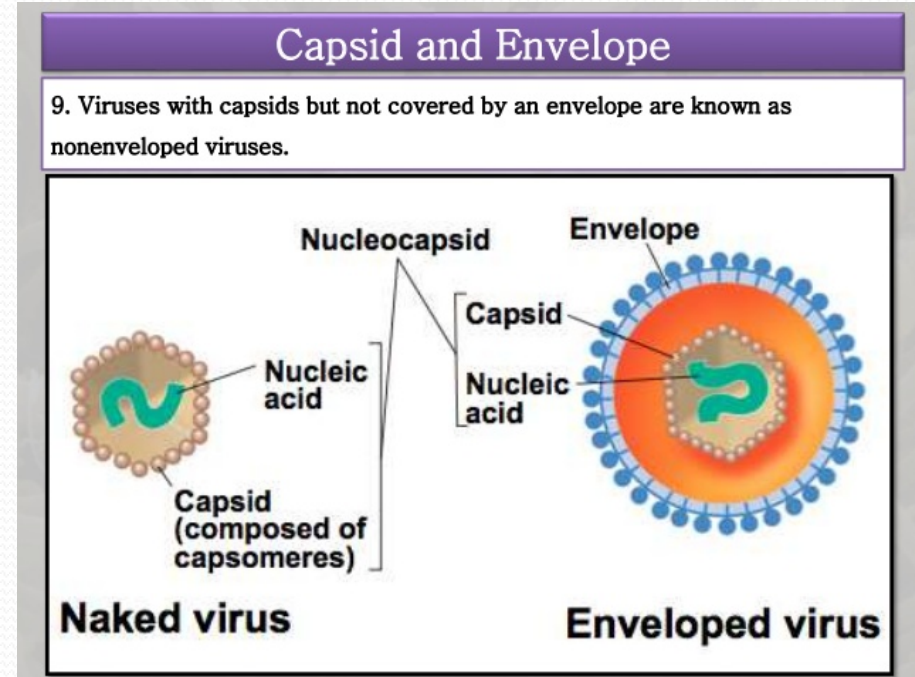 Capsid and Envelope
9. Viruses with capsids but not covered by an envelope are known as
nonenveloped viruses.
Nucleocapsid
Envelope
Capsid
Nucleic
acid
Nucleic
acid
Capsid
(composed of
capsomeres)
Naked virus
Enveloped virus